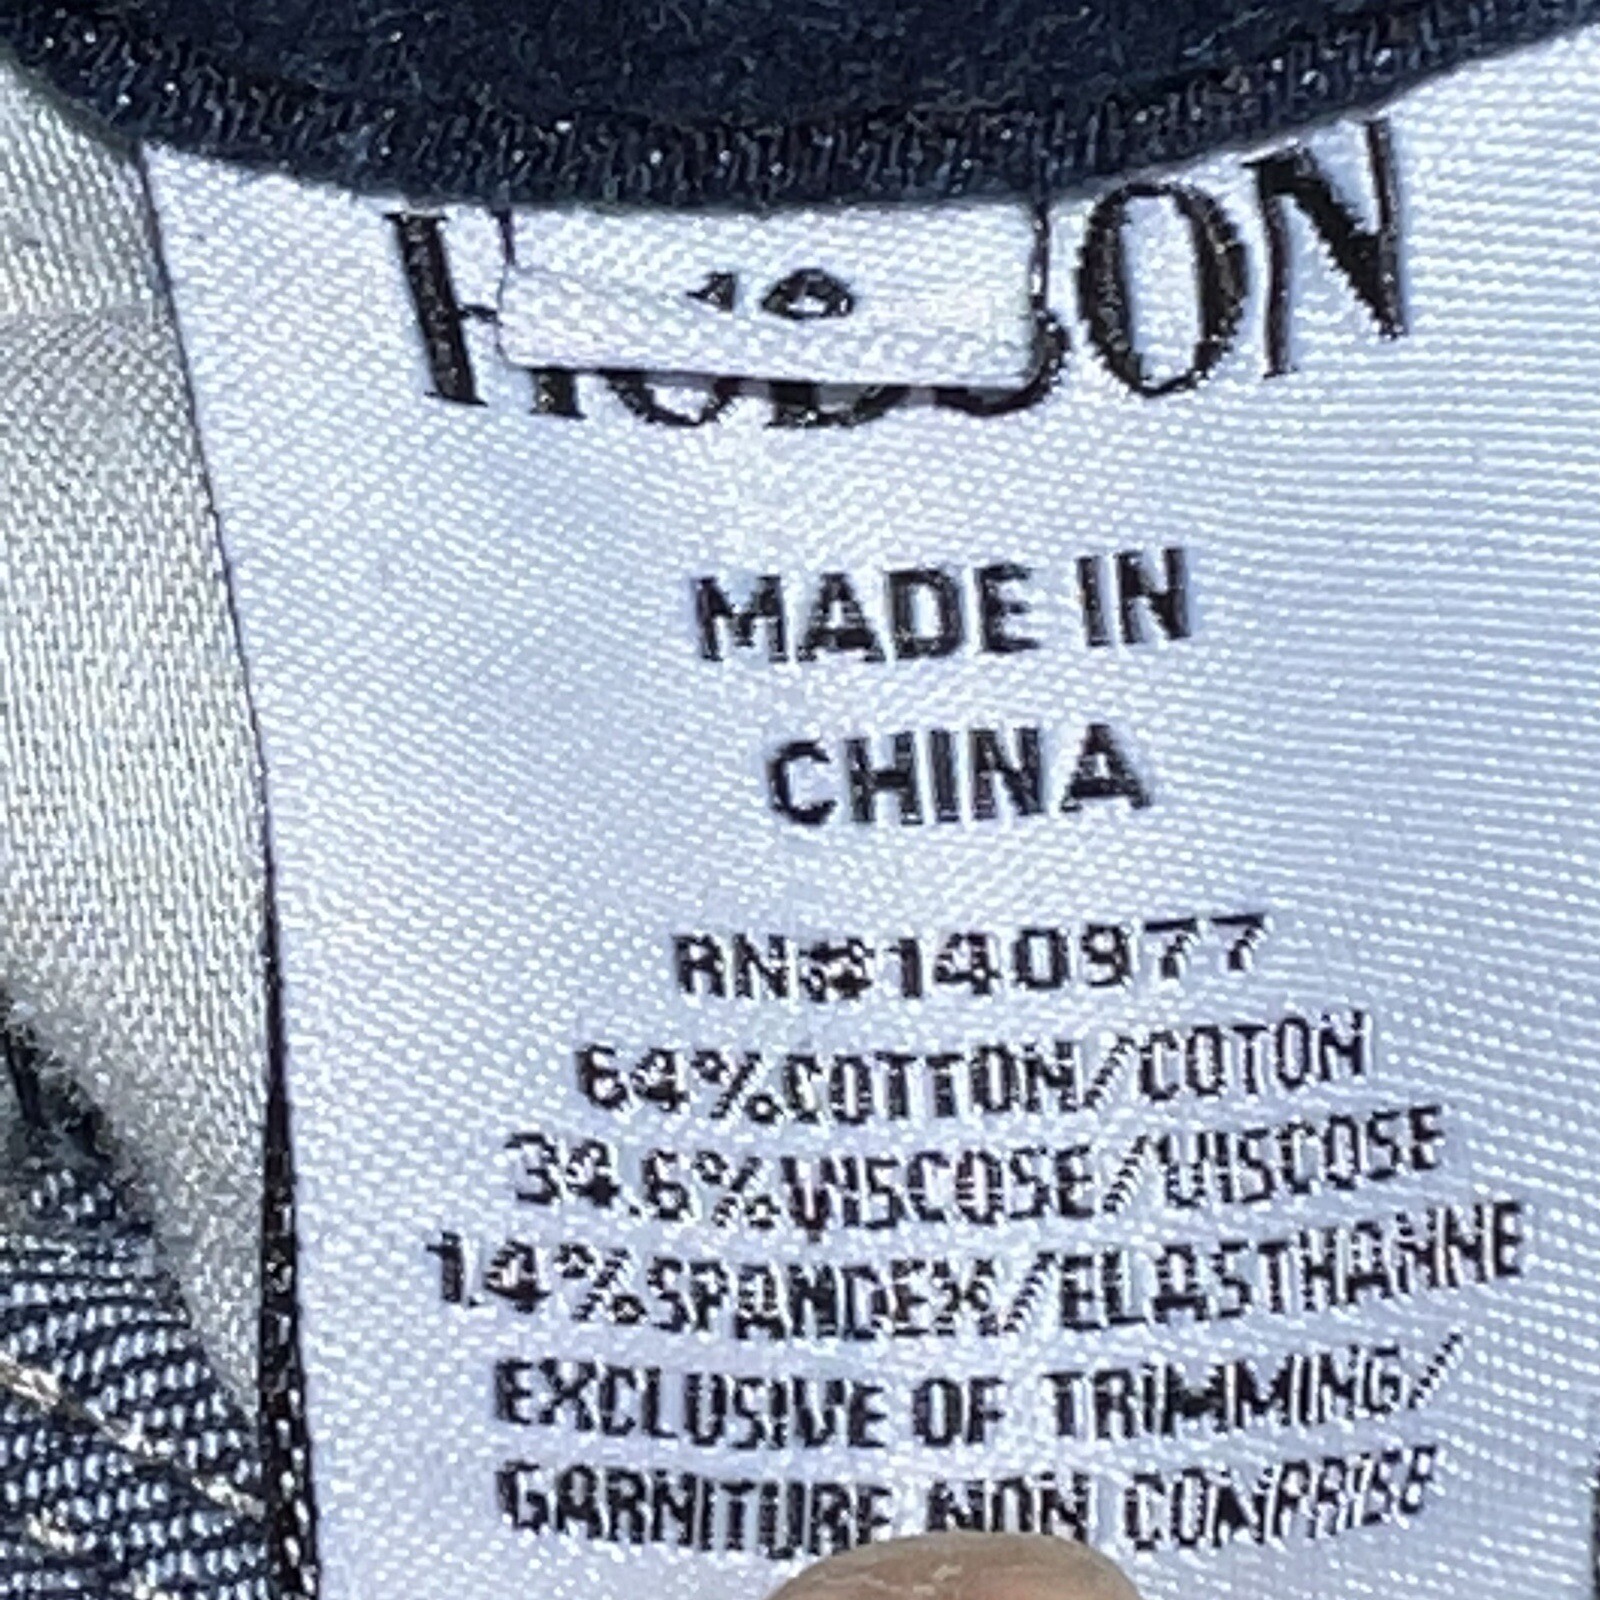 HUDSON
MADE IN
CHINA
RN#140977
64%COTTON/COTON
34.6%VISCOSE/VISCOSE
1.4%SPANDEX/ELASTHANNE
EXCLUSIVE OF TRIMMING/
GARNITURE NON COMPRISE